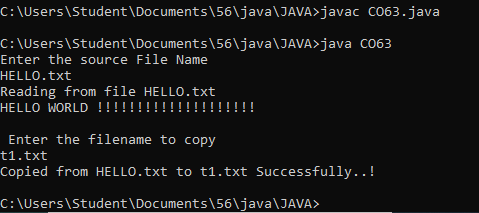 C:\Users\Student\Documents\56\java\JAVA>javac CO63.java
C:\Users\Student\Documents\56\java\JAVA>java CO63
Enter the source File Name
HELLO.txt
Reading from file HELLO.txt
HELLO WORLD !!!!!!!!!!!!!!!!!!!!!
Enter the filename to copy
t1.txt
Copied from HELLO.txt to t1.txt Successfully..!
C:\Users\Student\Documents\56\java\JAVA>